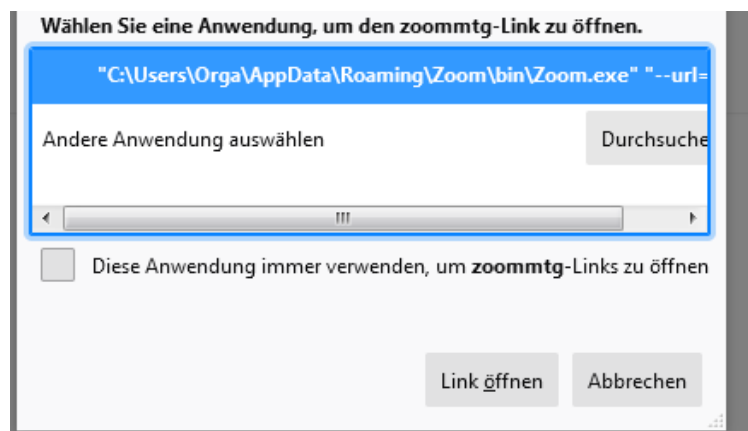 Wählen Sie eine Anwendung, um den zoommtg-Link zu öffnen.
"C:\Users\Orga\AppData\Roaming\Zoom\bin\Zoom.exe" "--url=
Andere Anwendung auswählen
Durchsuche
Diese Anwendung immer verwenden, um zoommtg-Links zu öffnen
Link öffnen
Abbrechen